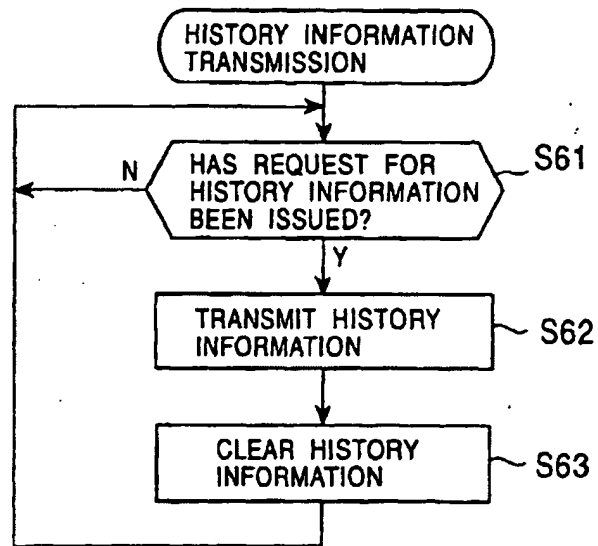 HISTORY INFORMATION
TRANSMISSION
HAS REQUEST FOR
HISTORY INFORMATION
BEEN ISSUED?
S61
N
Y
TRANSMIT HISTORY
INFORMATION
S62
CLEAR HISTORY
INFORMATION
S63